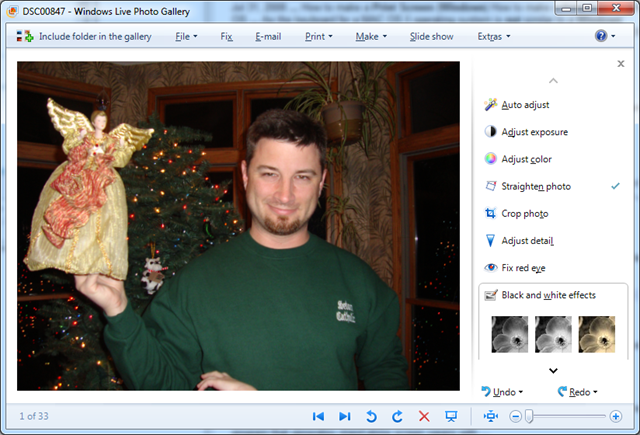 DSC00847 - Windows Live Photo Gallery
Include folder in the gallery File Fix E-mail Print Make Slide show Extras
Auto adjust
Adjust exposure
Adjust color
Straighten photo
Crop photo
Adjust detail
Fix red eye
Black and white effects
Undo Redo
1 of 33